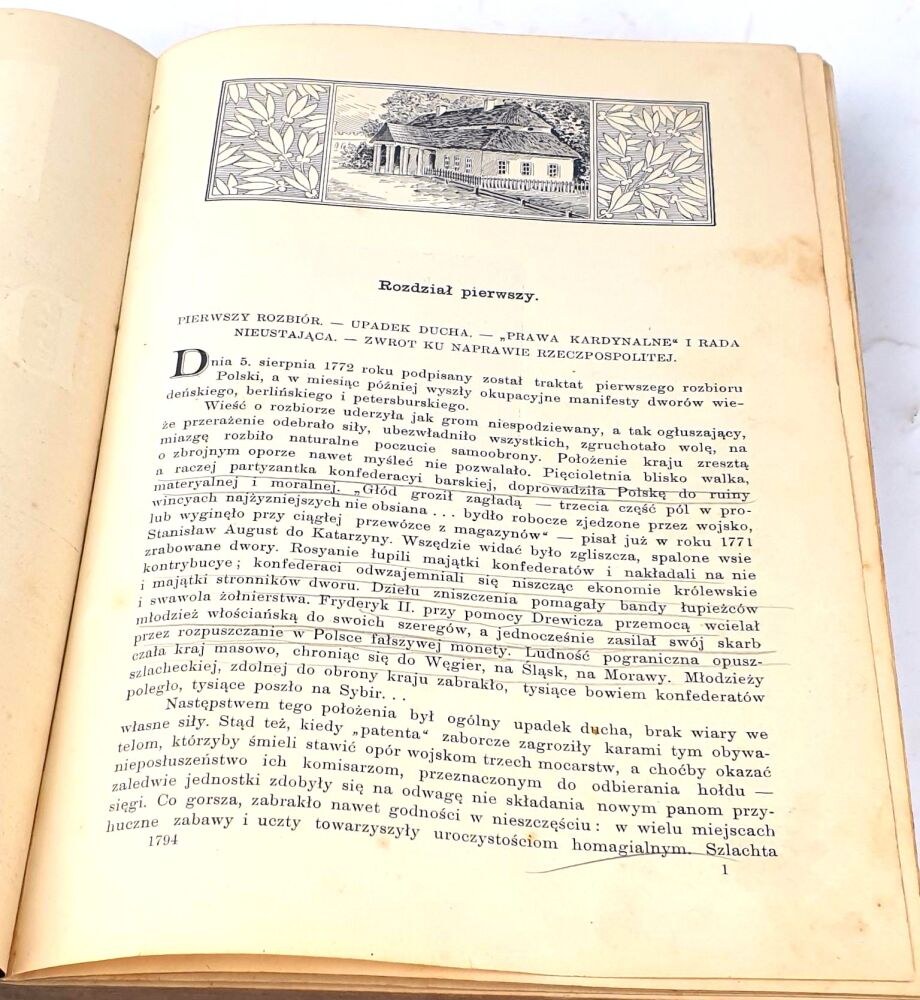 Rozdział pierwszy.
PIERWSZY ROZBIÓR. — UPADEK DUCHA. — „PRAWA KARDYNALNE“ I RADA
NIEUSTAJĄCA. — ZWROT KU NAPRAWIE RZECZPOSPOLITEJ.
Dnia 5. sierpnia 1772 roku podpisany został traktat pierwszego rozbioru
Polski, a w miesiąc później wyszły okupacyjne manifesty dworów wie-
deńskiego, berlińskiego i petersburskiego.
Wieść o rozbiorze uderzyła jak grom niespodziewany, a tak ogłuszający,
że przerażenie odebrało siły, ubezwładniło wszystkich, zgruchotało wolę, na
miazgę rozbiło naturalne poczucie samoobrony. Położenie kraju zresztą
o zbrojnym oporze nawet myśleć nie pozwalało. Pięcioletnia blisko walka,
a raczej partyzantka konfederacyi barskiej, doprowadziła Polskę do ruiny
materyalnej i moralnej. „Głód groził zagładą — trzecia część pól w pro-
wincyach najżyzniejszych nie obsiana . . . bydło robocze zjedzone przez wojsko,
lub wyginęło przy ciągłej przewózce z magazynów“ — pisał już w roku 1771
Stanisław August do Katarzyny. Wszędzie widać było zgliszcza, spalone wsie
zrabowane dwory. Rosyanie łupili majątki konfederatów i nakładali na nie
kontrybucye; konfederaci odwzajemniali się niszcząc ekonomie królewskie
i majątki stronników dworu. Dziełu zniszczenia pomagały bandy łupieżców
i swawola żołnierstwa. Fryderyk II. przy pomocy Drewicza przemocą wcielał
młodzież włościańską do swoich szeregów, a jednocześnie zasilał swój skarb
przez rozpuszczanie w Polsce fałszywej monety. Ludność pograniczna opusz-
czała kraj masowo, chroniąc się do Węgier, na Śląsk, na Morawy. Młodzieży
szlacheckiej, zdolnej do obrony kraju zabrakło, tysiące bowiem konfederatów
poległo, tysiące poszło na Sybir. . .
Następstwem tego położenia był ogólny upadek ducha, brak wiary we
własne siły. Stąd też, kiedy „patenta“ zaborcze zagroziły karami tym obywa-
telom, którzyby śmieli stawić opór wojskom trzech mocarstw, a choćby okazać
nieposłuszeństwo ich komisarzom, przeznaczonym do odbierania hołdu —
zaledwie jednostki zdobyły się na odwagę nie składania nowym panom przy-
sięgi. Co gorsza, zabrakło nawet godności w nieszczęściu: w wielu miejscach
huczne zabawy i uczty towarzyszyły uroczystościom homagialnym. Szlachta
1794
1